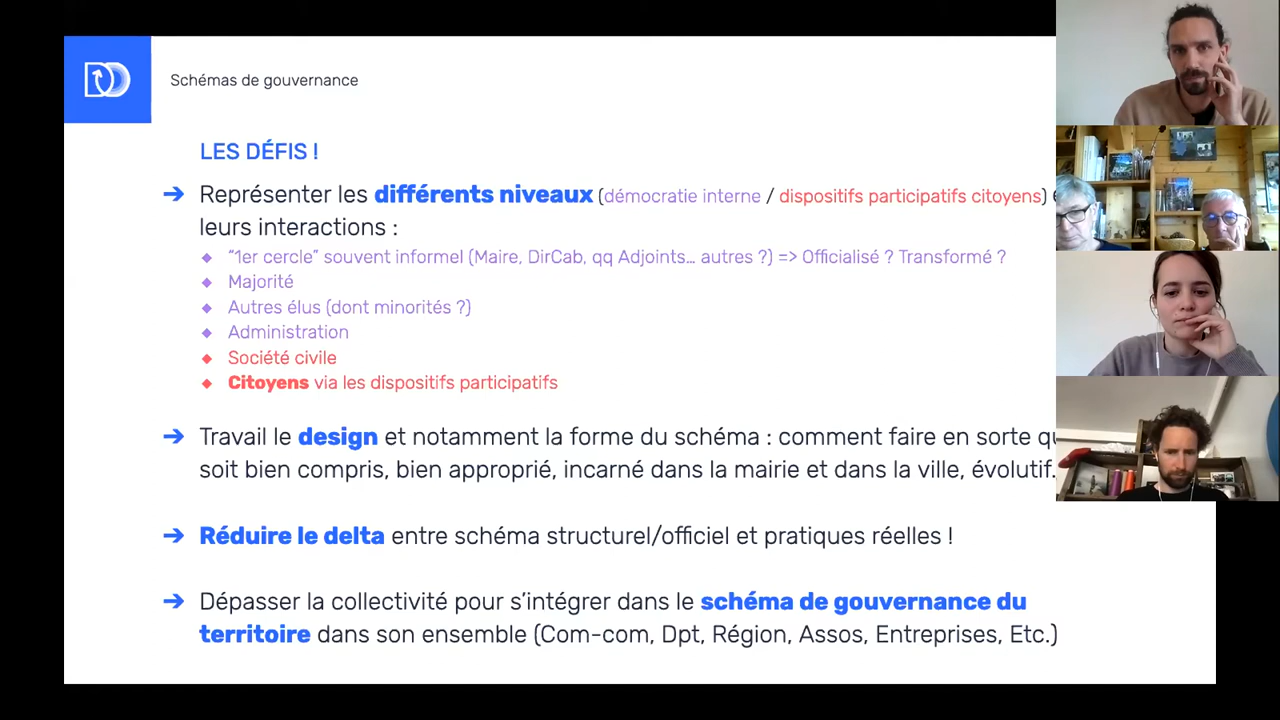 Schémas de gouvernance
LES DÉFIS !
➔ Représenter les différents niveaux (démocratie interne / dispositifs participatifs citoyens)
leurs interactions :
◆ “1er cercle” souvent informel (Maire, DirCab, qq Adjoints… autres ?) => Officialisé ? Transformé ?
◆ Majorité
◆ Autres élus (dont minorités ?)
◆ Administration
◆ Société civile
◆ Citoyens via les dispositifs participatifs
➔ Travail le design et notamment la forme du schéma : comment faire en sorte
soit bien compris, bien approprié, incarné dans la mairie et dans la ville, évolutif.
➔ Réduire le delta entre schéma structurel/officiel et pratiques réelles !
➔ Dépasser la collectivité pour s’intégrer dans le schéma de gouvernance du
territoire dans son ensemble (Com-com, Dpt, Région, Assos, Entreprises, Etc.)